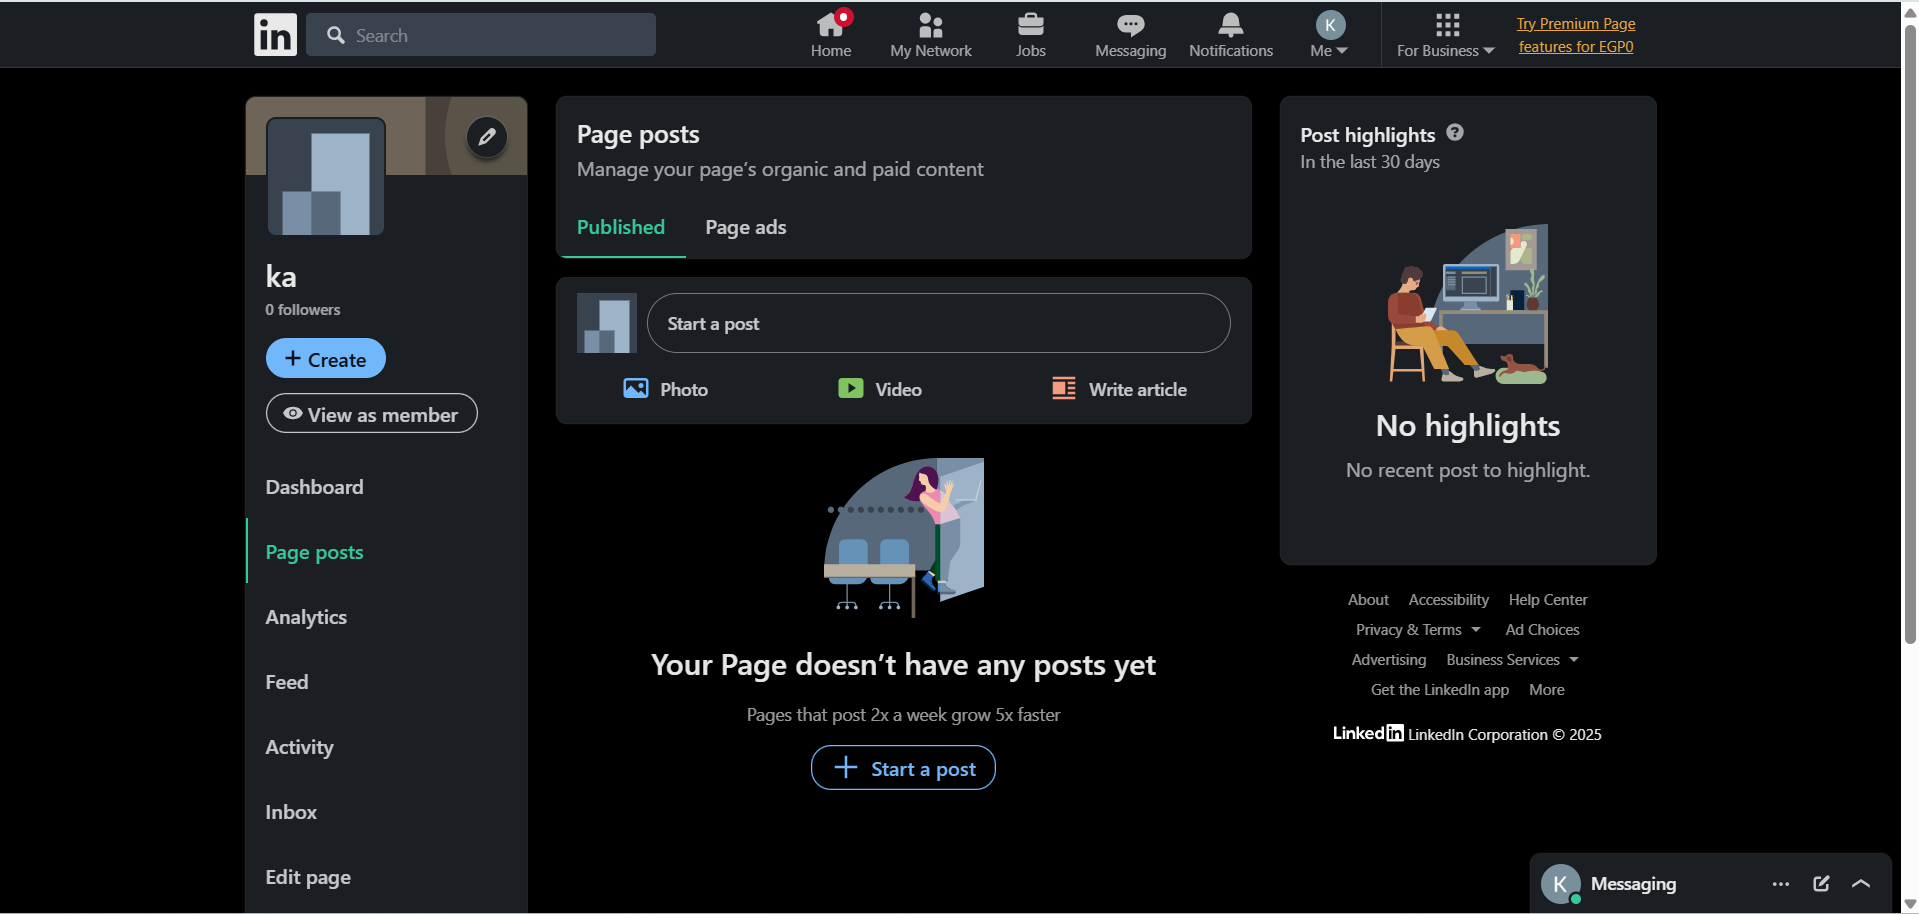 in
Search
Home
My Network
Jobs
Messaging
Notifications
K
Me
For Business
Try Premium Page
features for EGP0
ka
0 followers
+ Create
View as member
Dashboard
Page posts
Analytics
Feed
Activity
Inbox
Edit page
Page posts
Manage your page’s organic and paid content
Published
Page ads
Start a post
Photo
Video
Write article
Your Page doesn’t have any posts yet
Pages that post 2x a week grow 5x faster
+ Start a post
Post highlights ?
In the last 30 days
No highlights
No recent post to highlight.
About Accessibility Help Center
Privacy & Terms Ad Choices
Advertising Business Services
Get the LinkedIn app More
LinkedIn LinkedIn Corporation © 2025
K Messaging